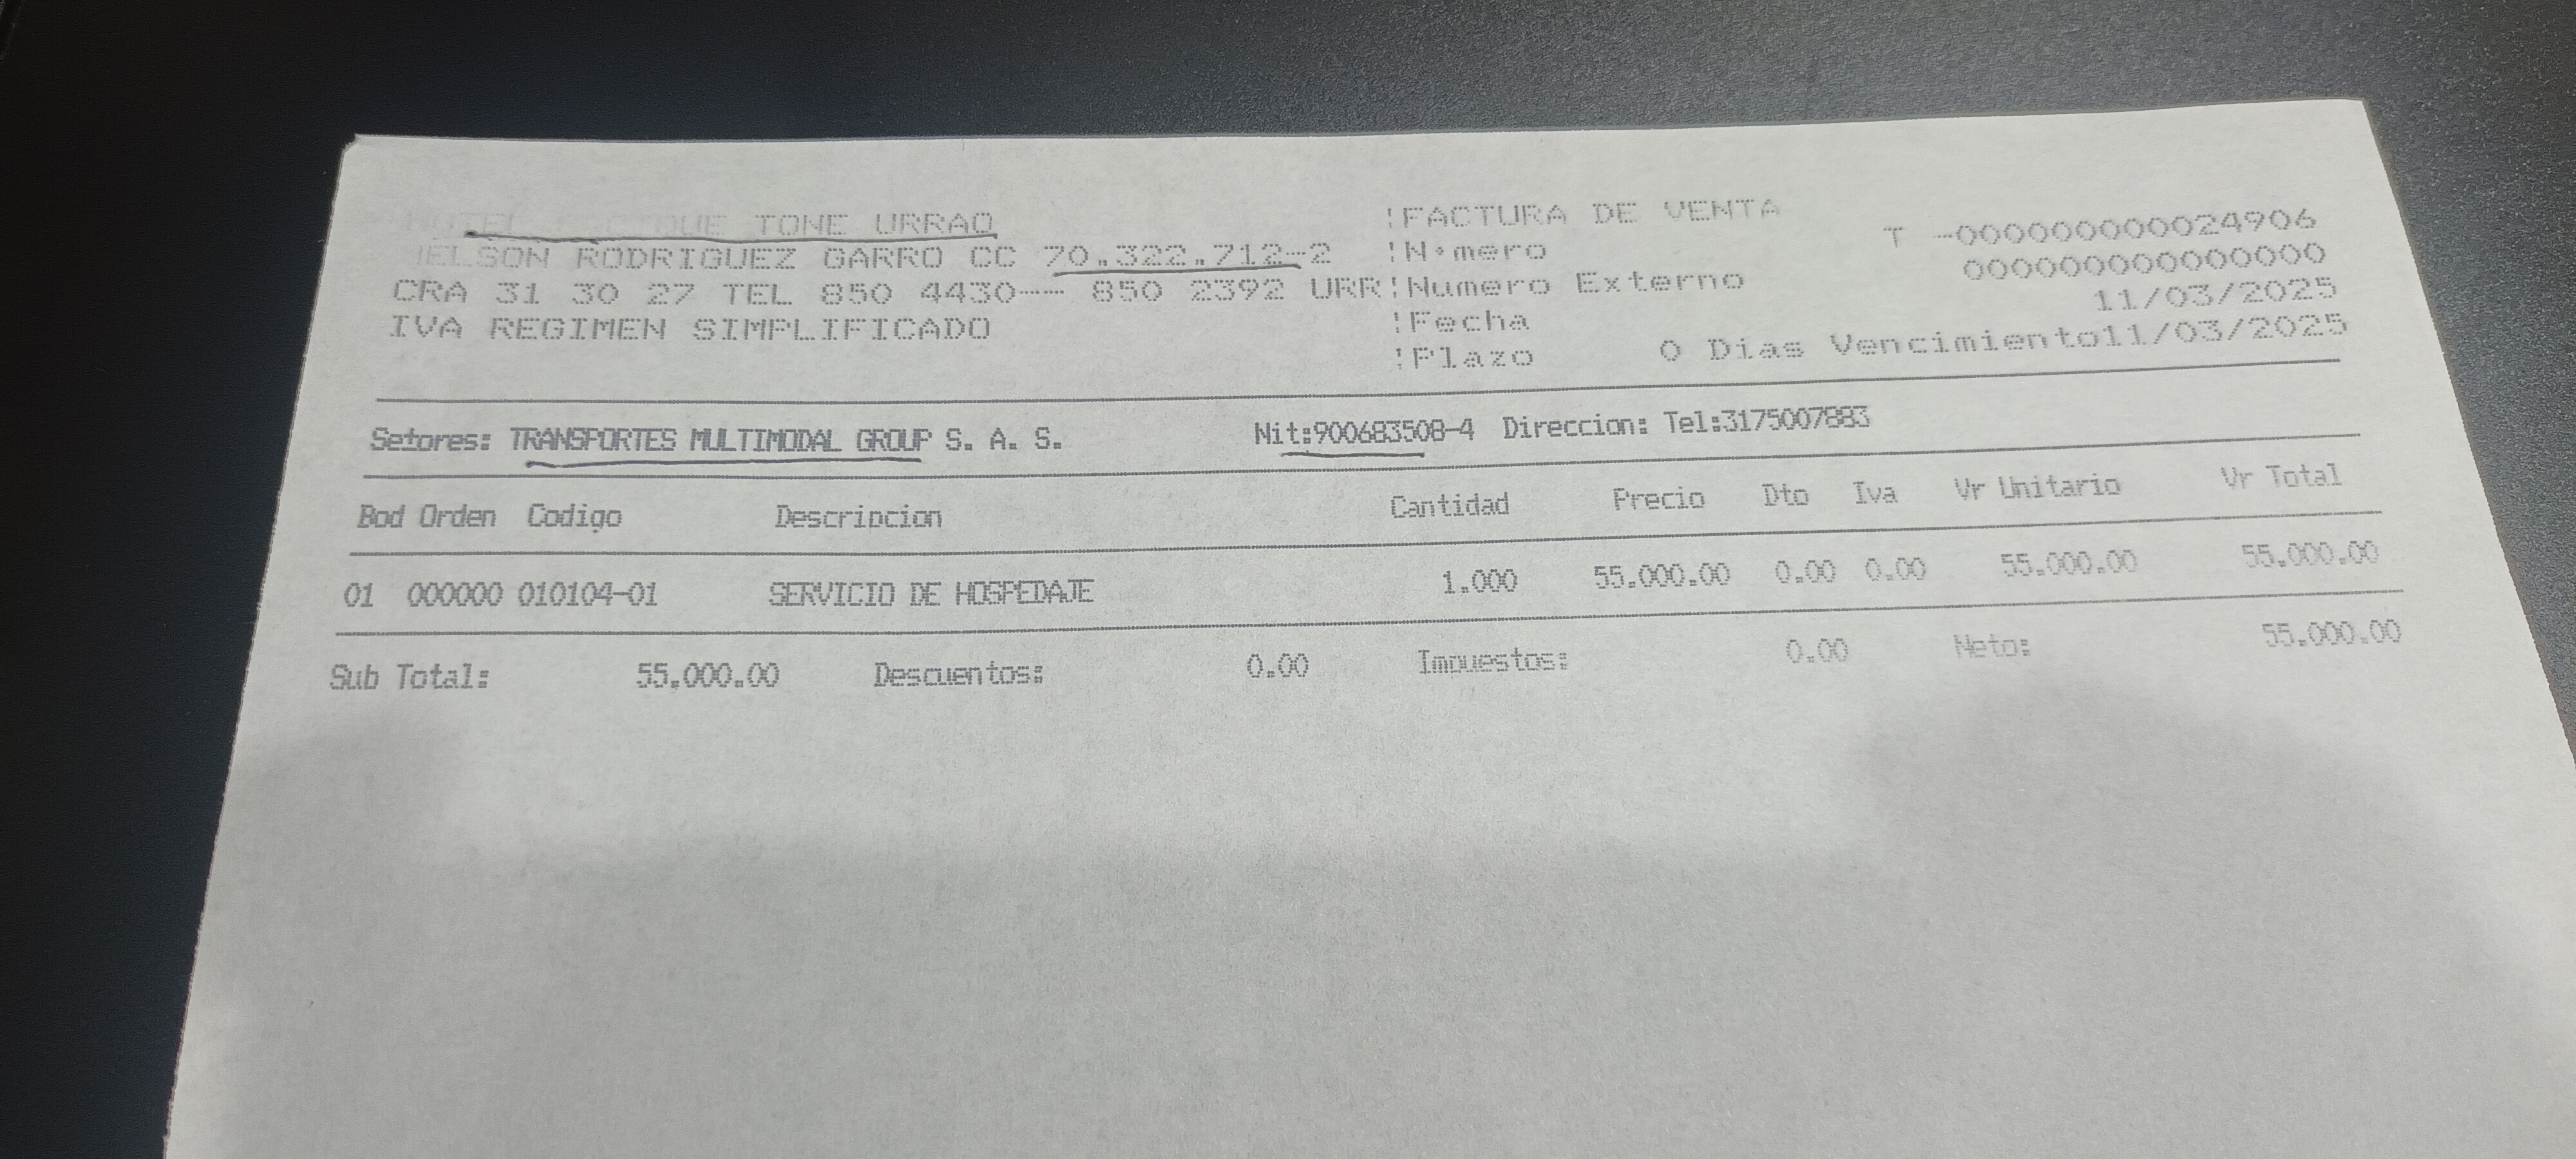 HOTEL CACIQUE TONE URRAO
NELSON RODRIGUEZ GARRO CC 70.322.712-2
CRA 31 30 27 TEL 850 4430-- 850 2392 URR
IVA REGIMEN SIMPLIFICADO
!FACTURA DE VENTA
!N·mero T -000000000024906
!Numero Externo 000000000000000
!Fecha 11/03/2025
!Plazo 0 Dias Vencimiento11/03/2025
Setores: TRANSPORTES MULTIMODAL GROUP S. A. S. Nit:900683508-4 Direccion: Tel:3175007883
Bod Orden Codigo Descripcion Cantidad Precio Dto Iva Vr Unitario Vr Total
01 000000 010104-01 SERVICIO DE HOSPEDAJE 1.000 55.000.00 0.00 0.00 55.000.00 55.000.00
Sub Total: 55.000.00 Descuentos: 0.00 Impuestos: 0.00 Neto: 55.000.00